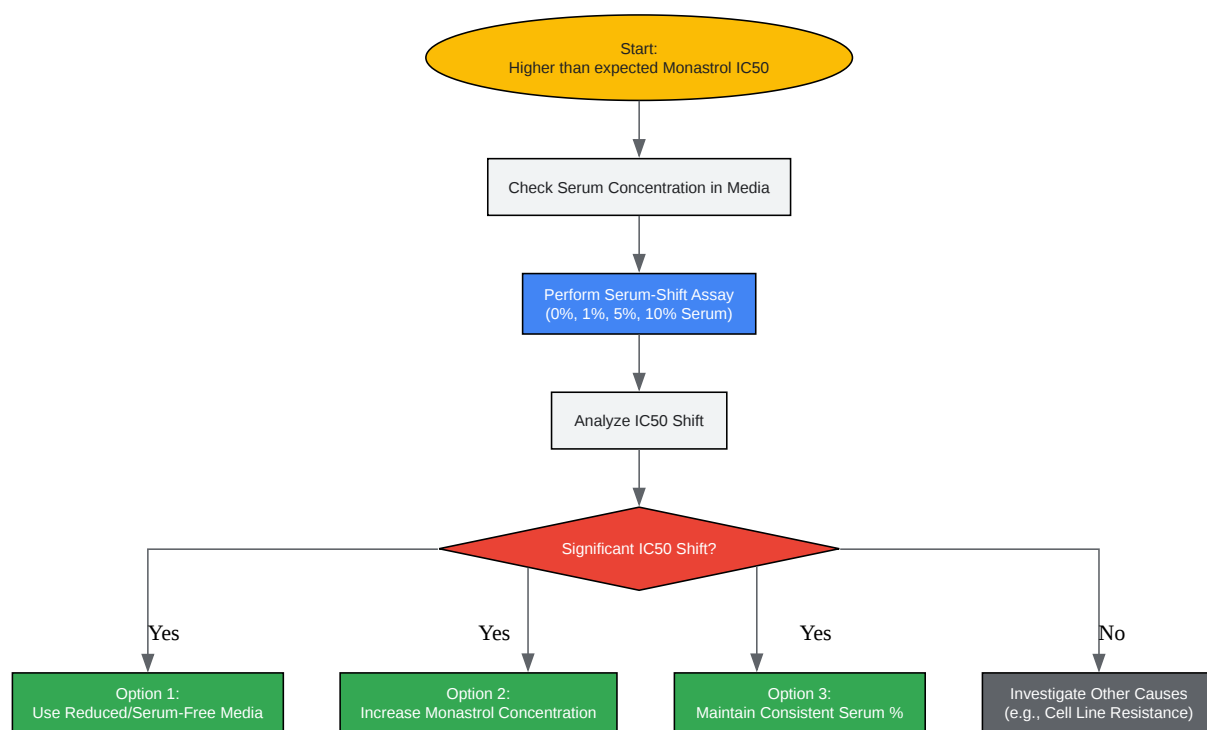 Start:
Higher than expected Monastrol IC50
Check Serum Concentration in Media
Perform Serum-Shift Assay
(0%, 1%, 5%, 10% Serum)
Analyze IC50 Shift
Significant IC50 Shift?
Yes
Yes
Yes
No
Option 1:
Use Reduced/Serum-Free Media
Option 2:
Increase Monastrol Concentration
Option 3:
Maintain Consistent Serum %
Investigate Other Causes
(e.g., Cell Line Resistance)